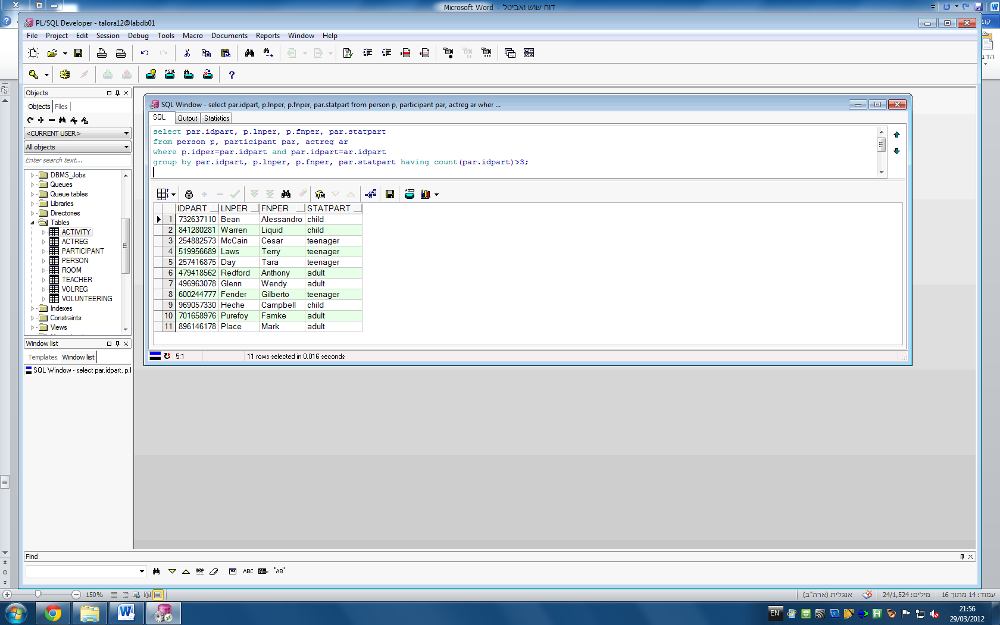 Microsoft Word - דוח שוש ואביטל
PL/SQL Developer - talora12@labdb01
קוב
File Project Edit Session Debug Tools Macro Documents Reports Window Help
SQL
הדב
Objects
Objects Files
<CURRENT USER>
All objects
Enter search text...
DBMS_Jobs
Queues
Queue tables
Libraries
Directories
Tables
ACTIVITY
ACTREG
PARTICIPANT
PERSON
ROOM
TEACHER
VOLREG
VOLUNTEERING
Indexes
Constraints
Views
Window list
Templates Window list
SQL Window - select par.idpart, p.l
SQL Window - select par.idpart, p.lnper, p.fnper, par.statpart from person p, participant par, actreg ar wher ...
SQL Output Statistics
select par.idpart, p.lnper, p.fnper, par.statpart
from person p, participant par, actreg ar
where p.idper=par.idpart and par.idpart=ar.idpart
group by par.idpart, p.lnper, p.fnper, par.statpart having count(par.idpart)>3;
IDPART LNPER FNPER STATPART
1 732637110 Bean Alessandro child
2 841280281 Warren Liquid child
3 254882573 McCain Cesar teenager
4 519956689 Laws Terry teenager
5 257416875 Day Tara teenager
6 479418562 Redford Anthony adult
7 496963078 Glenn Wendy adult
8 600244777 Fender Gilberto teenager
9 969057330 Heche Campbell child
10 701658976 Purefoy Famke adult
11 896146178 Place Mark adult
5:1 11 rows selected in 0.016 seconds
Find
ABC "AB"
150%
עמוד: 14 מתוך 16 מילים: 24/1,524 אנגלית (ארה"ב)
EN
21:56
29/03/2012